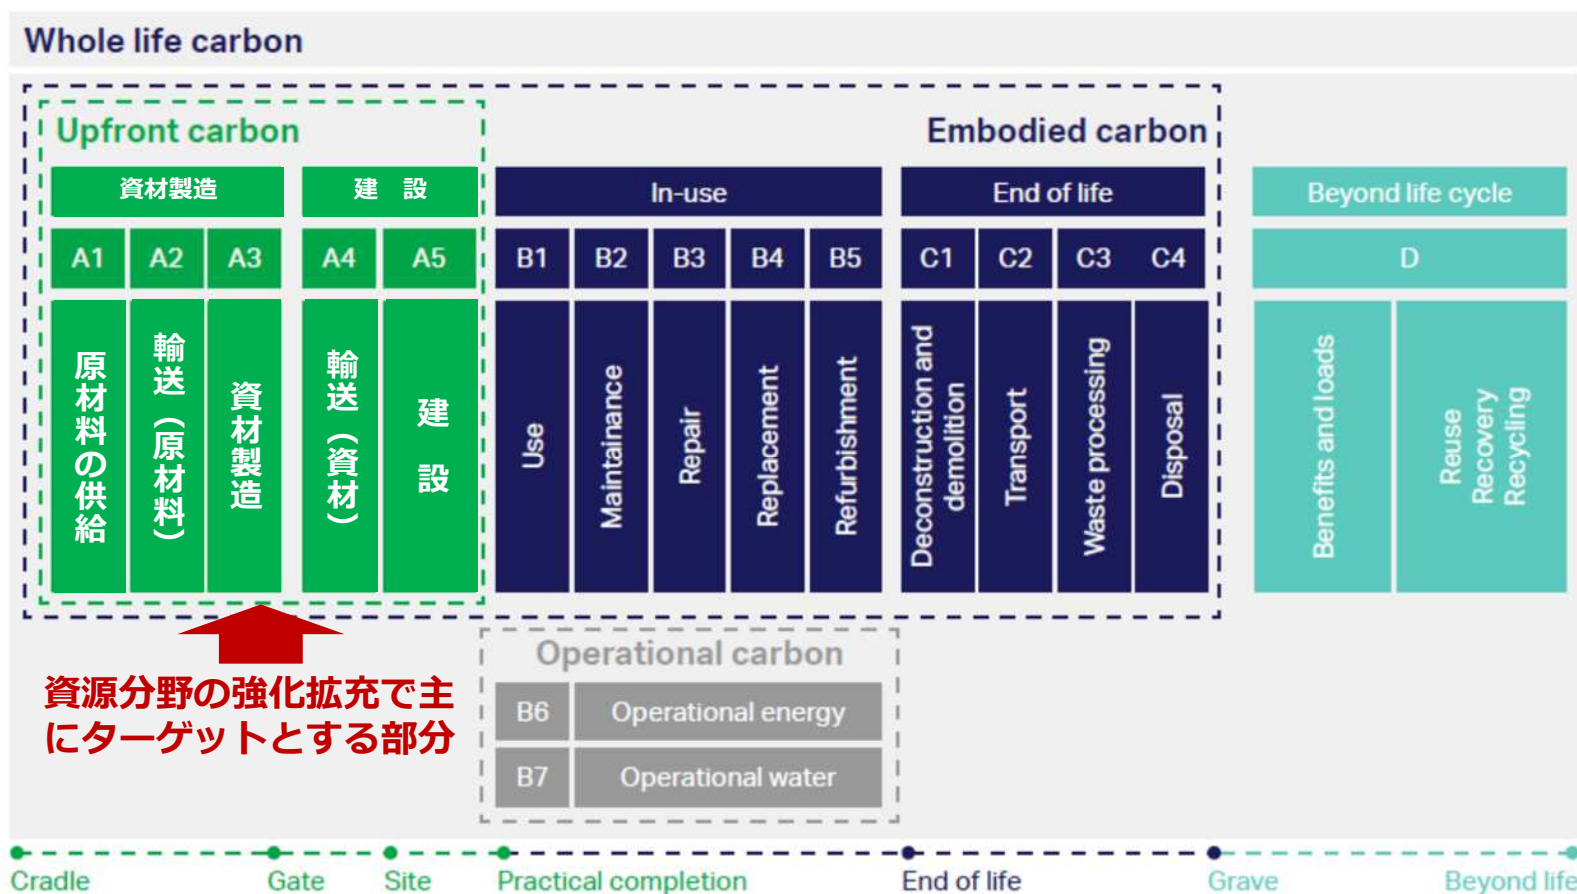 Whole life carbon
Upfront carbon
Embodied carbon
資材製造
建 設
In-use
End of life
Beyond life cycle
A1
A2
A3
A4
A5
B1
B2
B3
B4
B5
C1
C2
C3
C4
D
原材料の供給
輸送（原材料）
資材製造
輸送（資材）
建 設
Use
Maintainance
Repair
Replacement
Refurbishment
Deconstruction and
demolition
Transport
Waste processing
Disposal
Benefits and loads
Reuse
Recovery
Recycling
資源分野の強化拡充で主
にターゲットとする部分
Operational carbon
B6
Operational energy
B7
Operational water
Cradle
Gate
Site
Practical completion
End of life
Grave
Beyond life